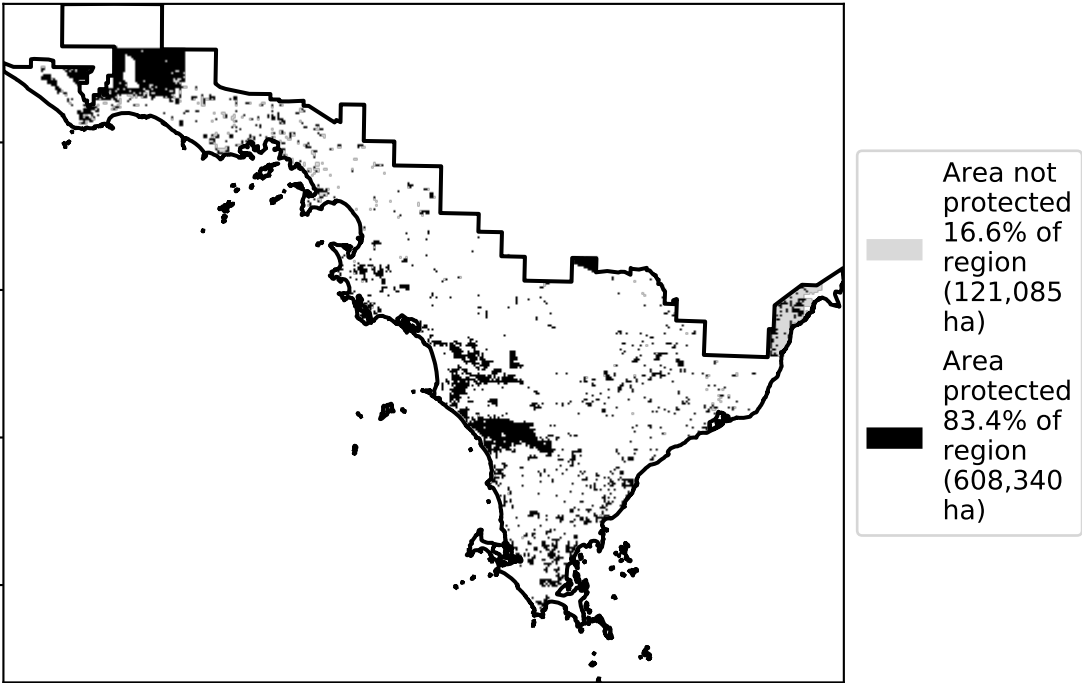 Area not
protected
16.6% of
region
(121,085
ha)
Area
protected
83.4% of
region
(608,340
ha)